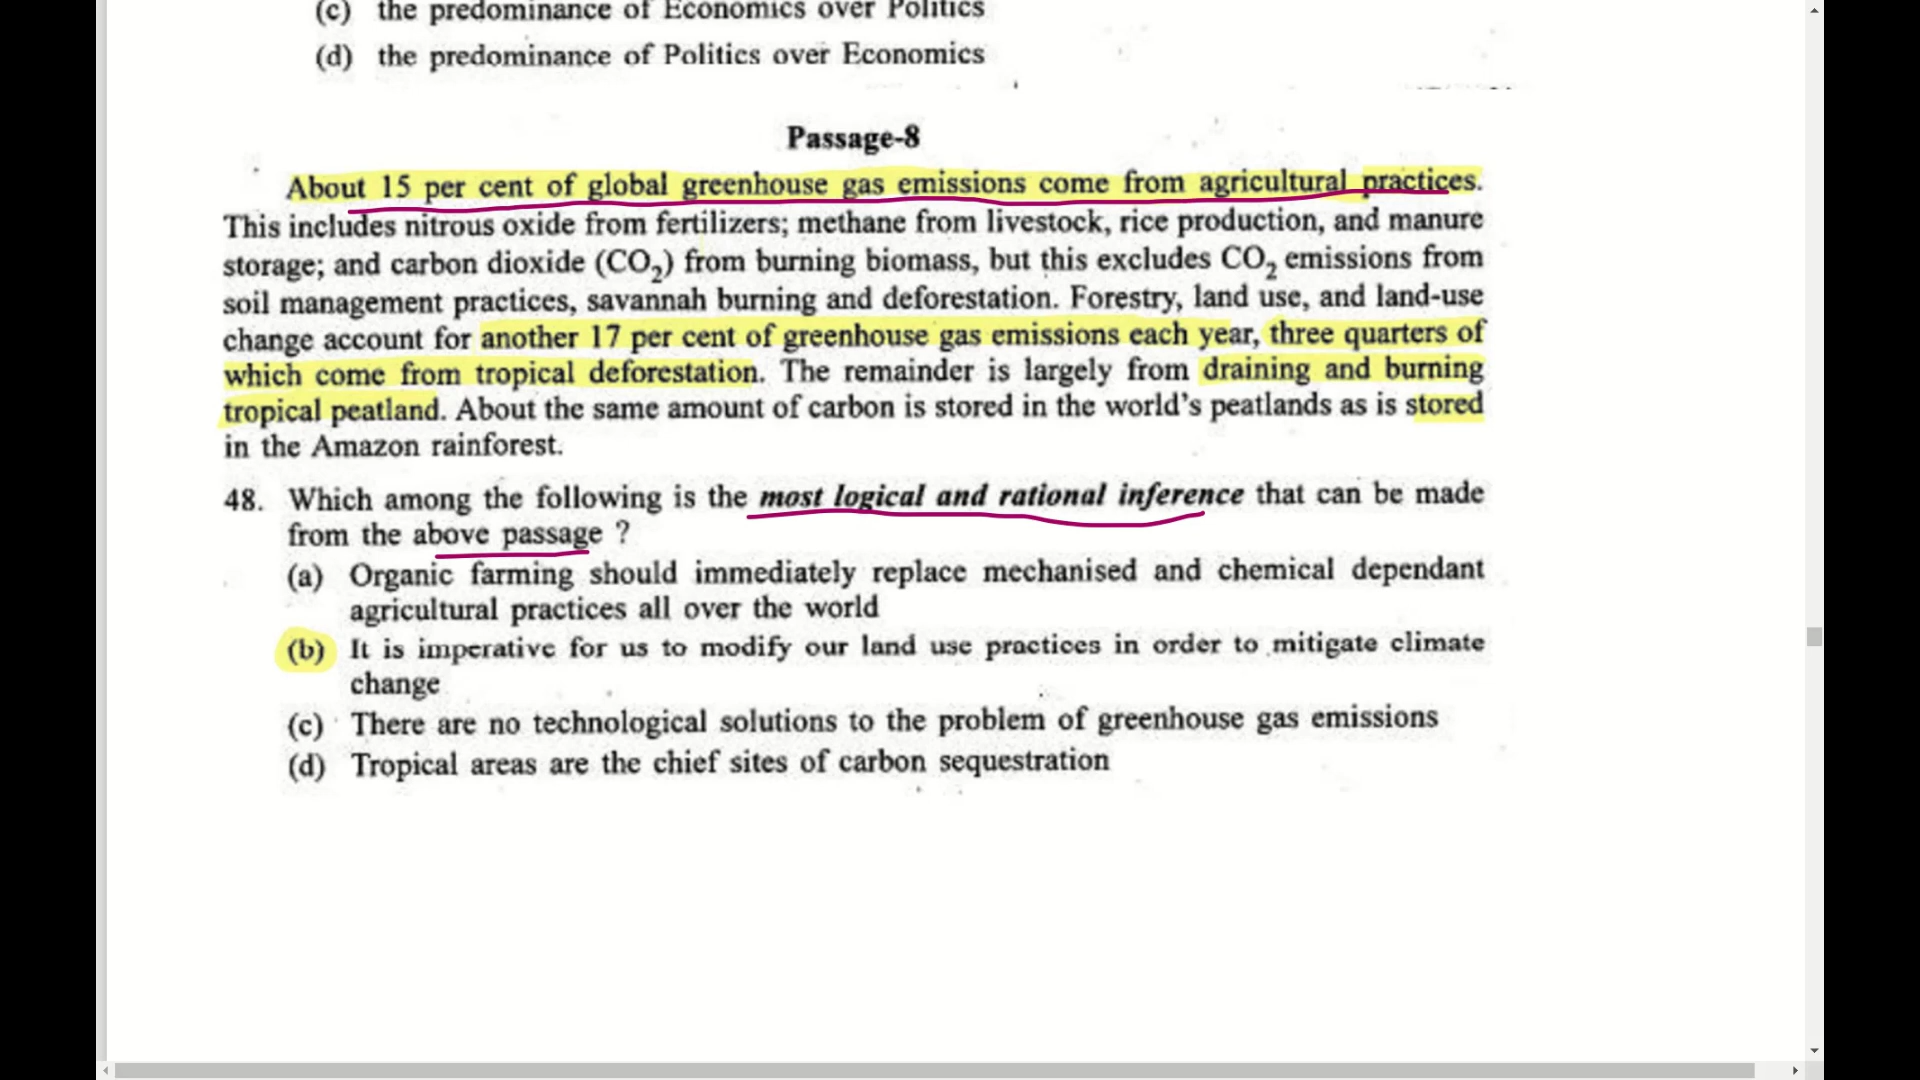 (c) the predominance of Economics over Politics
(d) the predominance of Politics over Economics
Passage-8
About 15 per cent of global greenhouse gas emissions come from agricultural practices.
This includes nitrous oxide from fertilizers; methane from livestock, rice production, and manure
storage; and carbon dioxide (CO₂) from burning biomass, but this excludes CO₂ emissions from
soil management practices, savannah burning and deforestation. Forestry, land use, and land-use
change account for another 17 per cent of greenhouse gas emissions each year, three quarters of
which come from tropical deforestation. The remainder is largely from draining and burning
tropical peatland. About the same amount of carbon is stored in the world's peatlands as is stored
in the Amazon rainforest.
48. Which among the following is the most logical and rational inference that can be made
from the above passage ?
(a) Organic farming should immediately replace mechanised and chemical dependant
agricultural practices all over the world
(b) It is imperative for us to modify our land use practices in order to mitigate climate
change
(c) There are no technological solutions to the problem of greenhouse gas emissions
(d) Tropical areas are the chief sites of carbon sequestration